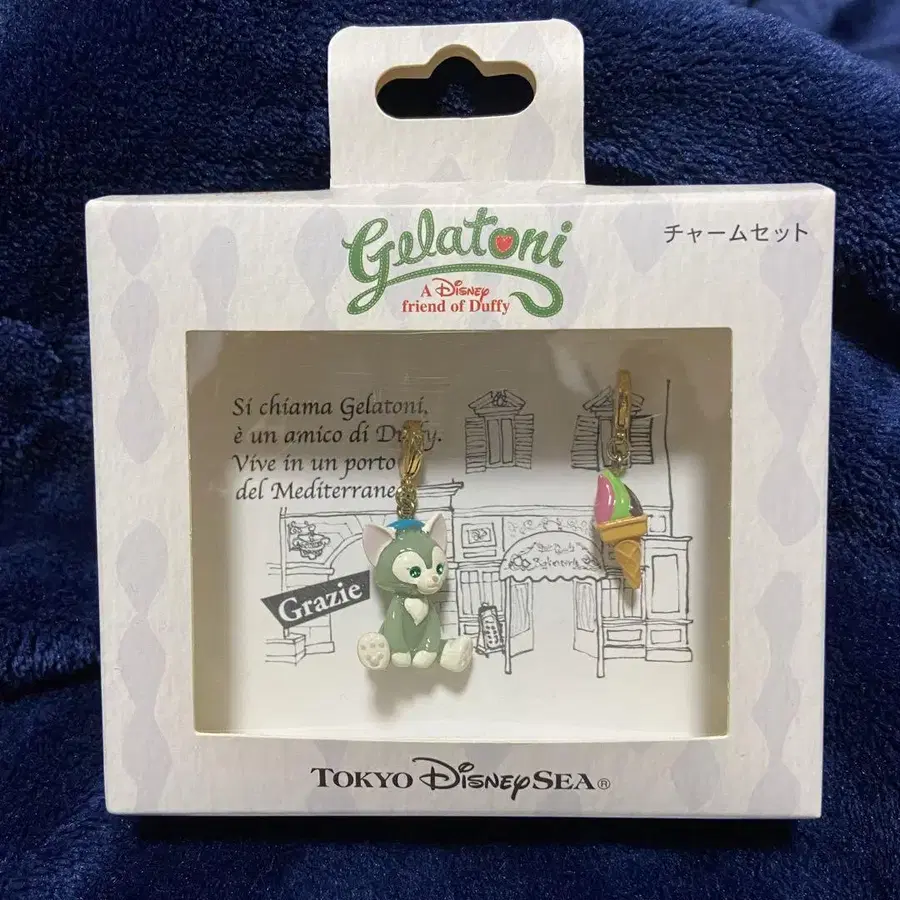 Gelatoni
チャームセット
A Disney
friend of Duffy
Si chiama Gelatoni,
è un amico di Duffy.
Vive in un porto
del Mediterrane
Grazie
TOKYO DISNEYSEA®